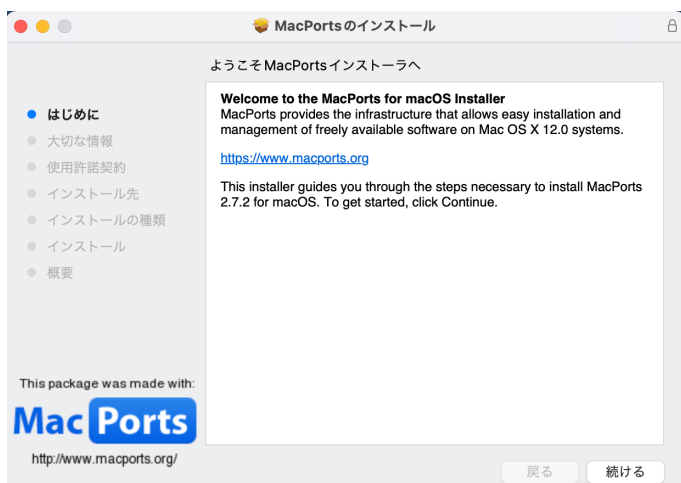 MacPortsのインストール
ようこそMacPortsインストーラへ
はじめに
大切な情報
使用許諾契約
インストール先
インストールの種類
インストール
概要
Welcome to the MacPorts for macOS Installer
MacPorts provides the infrastructure that allows easy installation and
management of freely available software on Mac OS X 12.0 systems.
https://www.macports.org
This installer guides you through the steps necessary to install MacPorts
2.7.2 for macOS. To get started, click Continue.
This package was made with:
MacPorts
http://www.macports.org/
戻る
続ける